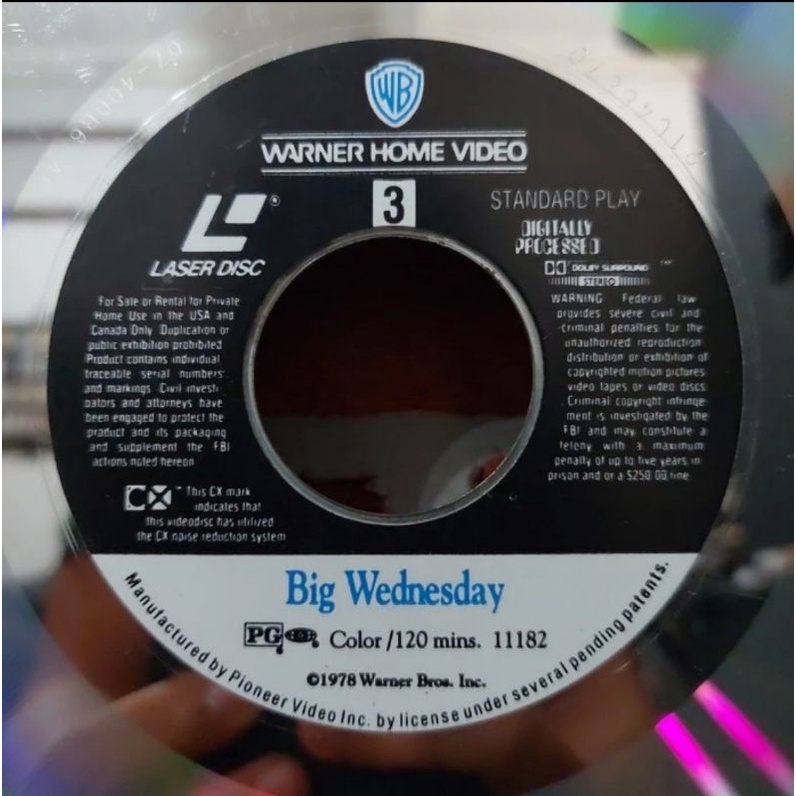 WB
WARNER HOME VIDEO
3
STANDARD PLAY
DIGITALLY
PROCESSED
DOLBY SURROUND ™
STEREO
®
LASER DISC
For Sale or Rental for Private
Home Use in the USA and
Canada Only Duplication or
public exhibition prohibited
Product contains individual
traceable serial numbers
and markings Civil investi
gators and attorneys have
been engaged to protect the
product and its packaging
and supplement the FBI
actions noted hereon
WARNING Federal law
provides severe civil and
criminal penalties for the
unauthorized reproduction
distribution or exhibition of
copyrighted motion pictures
video tapes or video discs
Criminal copyright infringe
ment is investigated by the
FBI and may constitute a
felony with a maximum
penalty of up to five years in
prison and or a $250 00 fine
CX ™ This CX mark
indicates that
this videodisc has utilized
the CX noise reduction system
Big Wednesday
PG Color/120 mins. 11182
©1978 Warner Bros. Inc.
Manufactured by Pioneer Video Inc. by license under several pending patents.